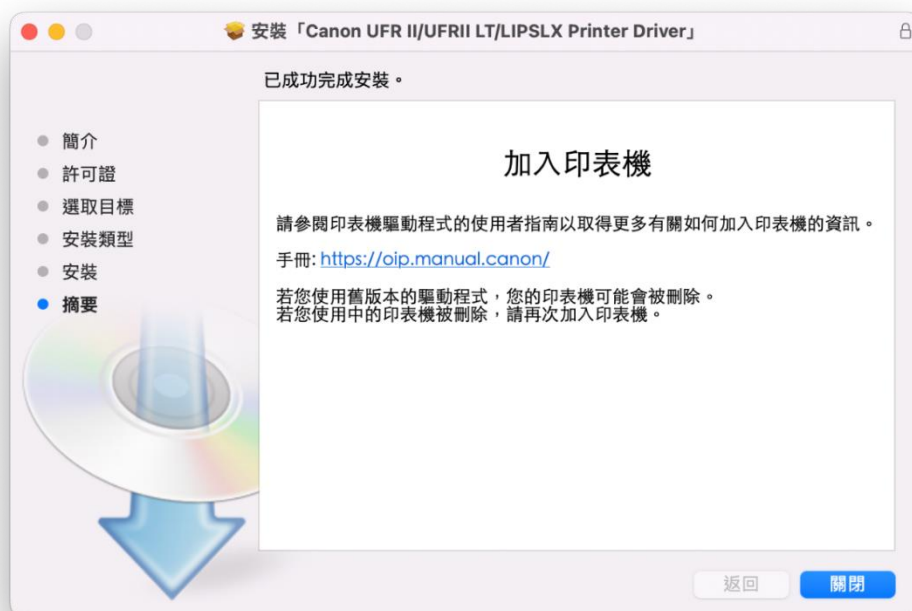 安裝「Canon UFR II/UFRII LT/LIPSLX Printer Driver」
已成功完成安裝。
簡介
許可證
選取目標
安裝類型
安裝
摘要
加入印表機
請參閱印表機驅動程式的使用者指南以取得更多有關如何加入印表機的資訊。
手冊: https://oip.manual.canon/
若您使用舊版本的驅動程式，您的印表機可能會被刪除。
若您使用中的印表機被刪除，請再次加入印表機。
返回
關閉